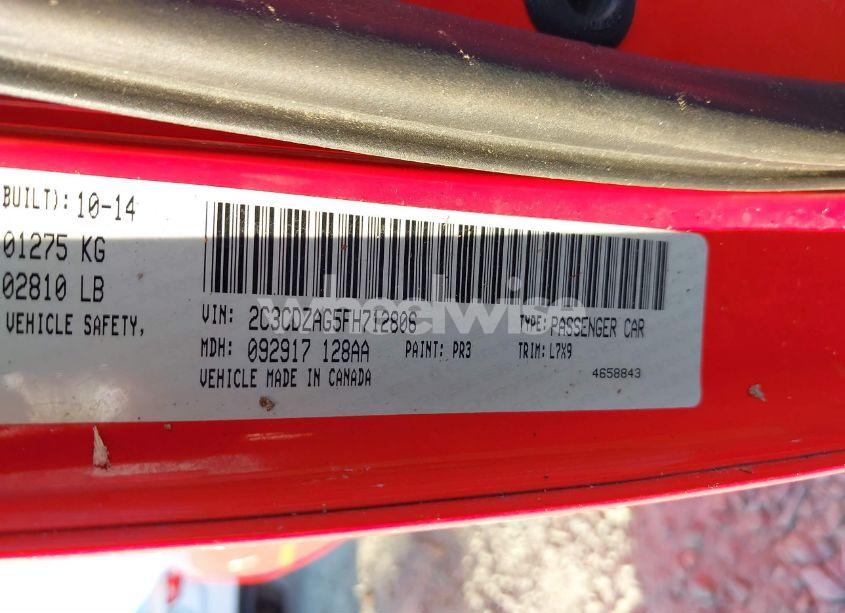 BUILT): 10-14
01275 KG
02810 LB
VEHICLE SAFETY,
VIN: 2C3CDZAG5FH712806 TYPE: PASSENGER CAR
MDH: 092917 128AA PAINT: PR3 TRIM: L7X9
VEHICLE MADE IN CANADA 4658843
wheelwise